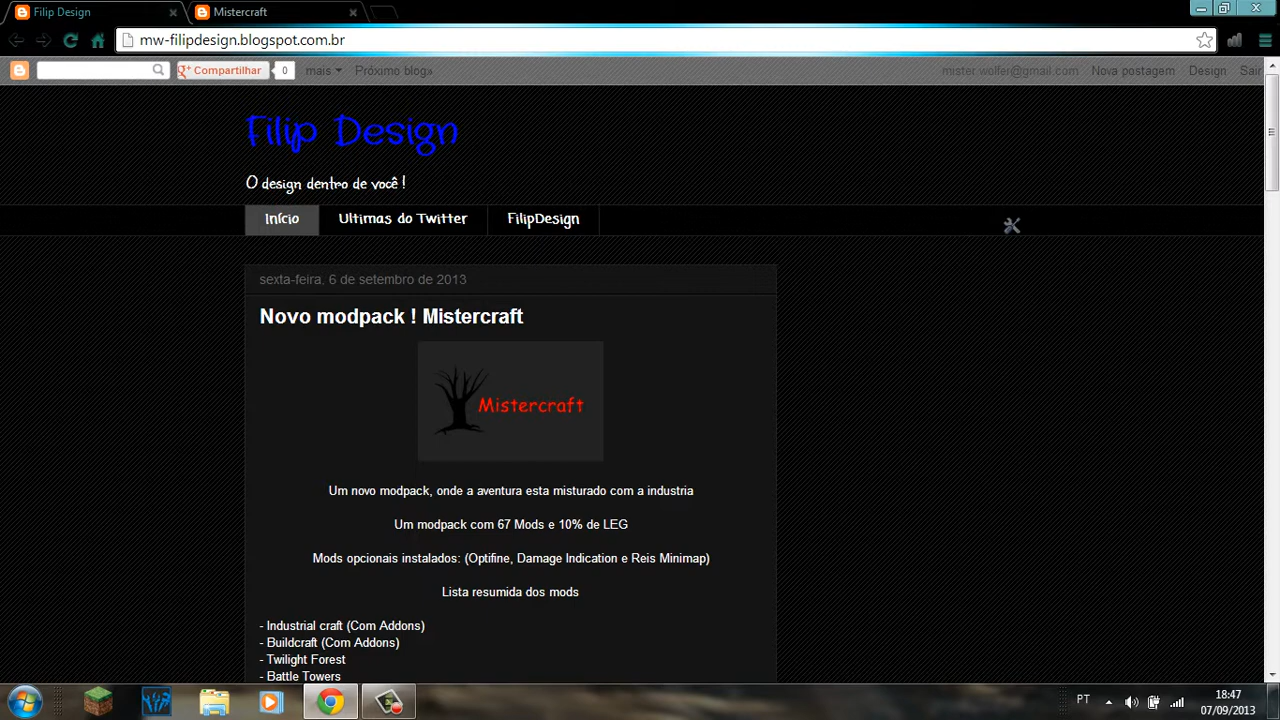 Filip Design
Mistercraft
mw-filipdesign.blogspot.com.br
g+ Compartilhar 0 mais Próximo blog»
mister.wolfer@gmail.com Nova postagem Design Sair
Filip Design
O design dentro de você !
Início Ultimas do Twitter FilipDesign
sexta-feira, 6 de setembro de 2013
Novo modpack ! Mistercraft
Mistercraft
Um novo modpack, onde a aventura esta misturado com a industria
Um modpack com 67 Mods e 10% de LEG
Mods opcionais instalados: (Optifine, Damage Indication e Reis Minimap)
Lista resumida dos mods
- Industrial craft (Com Addons)
- Buildcraft (Com Addons)
- Twilight Forest
- Battle Towers
PT
18:47
07/09/2013